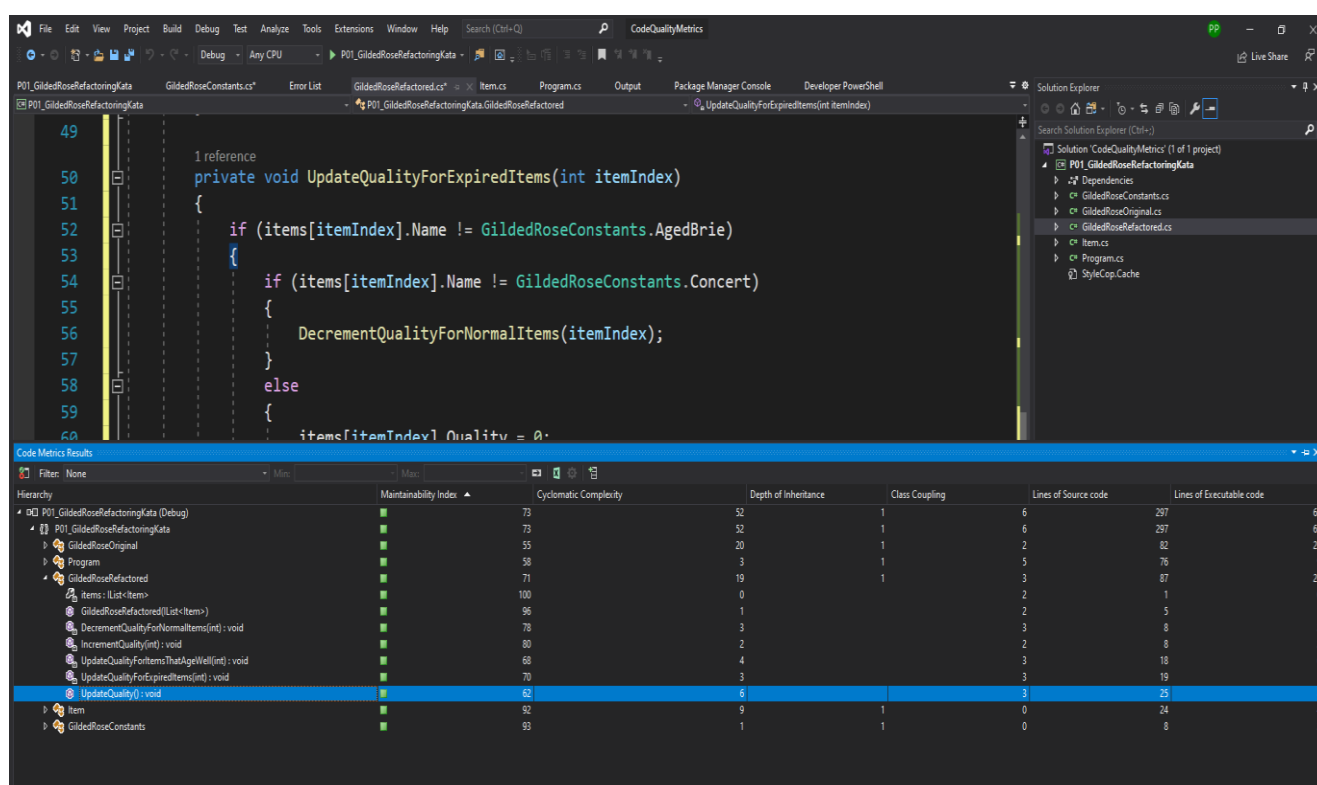 File Edit View Project Build Debug Test Analyze Tools Extensions Window Help Search (Ctrl+Q) CodeQualityMetrics PP
Debug Any CPU P01_GildedRoseRefactoringKata Live Share
P01_GildedRoseRefactoringKata GildedRoseConstants.cs* Error List GildedRoseRefactored.cs* Item.cs Program.cs Output Package Manager Console Developer PowerShell
P01_GildedRoseRefactoringKata P01_GildedRoseRefactoringKata.GildedRoseRefactored UpdateQualityForExpiredItems(int itemIndex)
49
1 reference
50 private void UpdateQualityForExpiredItems(int itemIndex)
51 {
52 if (items[itemIndex].Name != GildedRoseConstants.AgedBrie)
53 {
54 if (items[itemIndex].Name != GildedRoseConstants.Concert)
55 {
56 DecrementQualityForNormalItems(itemIndex);
57 }
58 else
59 {
60 items[itemIndex].Quality = 0;
Solution Explorer
Search Solution Explorer (Ctrl+;)
Solution 'CodeQualityMetrics' (1 of 1 project)
P01_GildedRoseRefactoringKata
Dependencies
GildedRoseConstants.cs
GildedRoseOriginal.cs
GildedRoseRefactored.cs
Item.cs
Program.cs
StyleCop.Cache
Code Metrics Results
Filter: None Min: Max:
Hierarchy Maintainability Index Cyclomatic Complexity Depth of Inheritance Class Coupling Lines of Source code Lines of Executable code
P01_GildedRoseRefactoringKata (Debug) 73 52 1 6 297 6
P01_GildedRoseRefactoringKata 73 52 1 6 297 6
GildedRoseOriginal 55 20 1 2 82 2
Program 58 3 1 5 76
GildedRoseRefactored 71 19 1 3 87 2
items : IList<Item> 100 0 2 1
GildedRoseRefactored(IList<Item>) 96 1 2 5
DecrementQualityForNormalItems(int) : void 78 3 3 8
IncrementQuality(int) : void 80 2 2 8
UpdateQualityForItemsThatAgeWell(int) : void 68 4 3 18
UpdateQualityForExpiredItems(int) : void 70 3 3 19
UpdateQuality() : void 62 6 3 25
Item 92 9 1 0 24
GildedRoseConstants 93 1 1 0 8